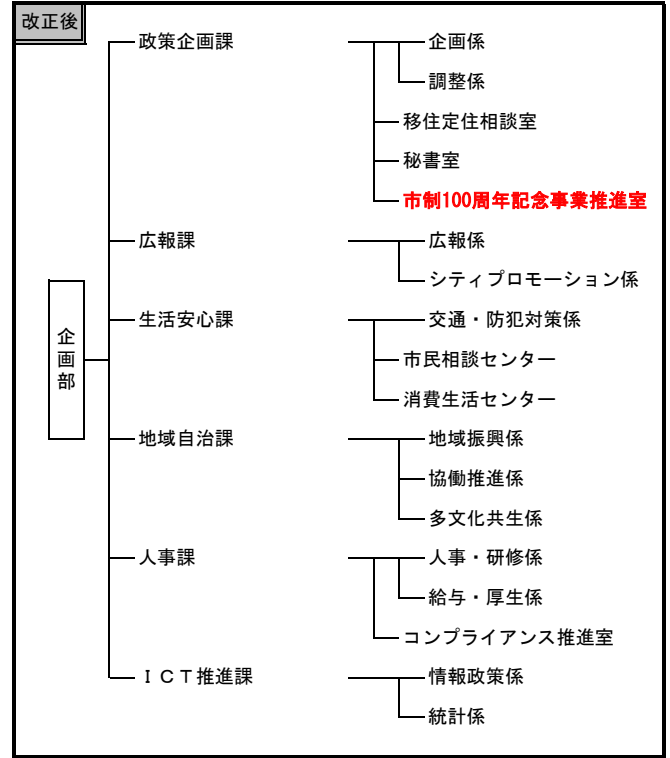 改正後
政策企画課
企画係
調整係
移住定住相談室
秘書室
市制100周年記念事業推進室
広報課
広報係
シティプロモーション係
企画部
生活安心課
交通・防犯対策係
市民相談センター
消費生活センター
地域自治課
地域振興係
協働推進係
多文化共生係
人事課
人事・研修係
給与・厚生係
コンプライアンス推進室
ＩＣＴ推進課
情報政策係
統計係